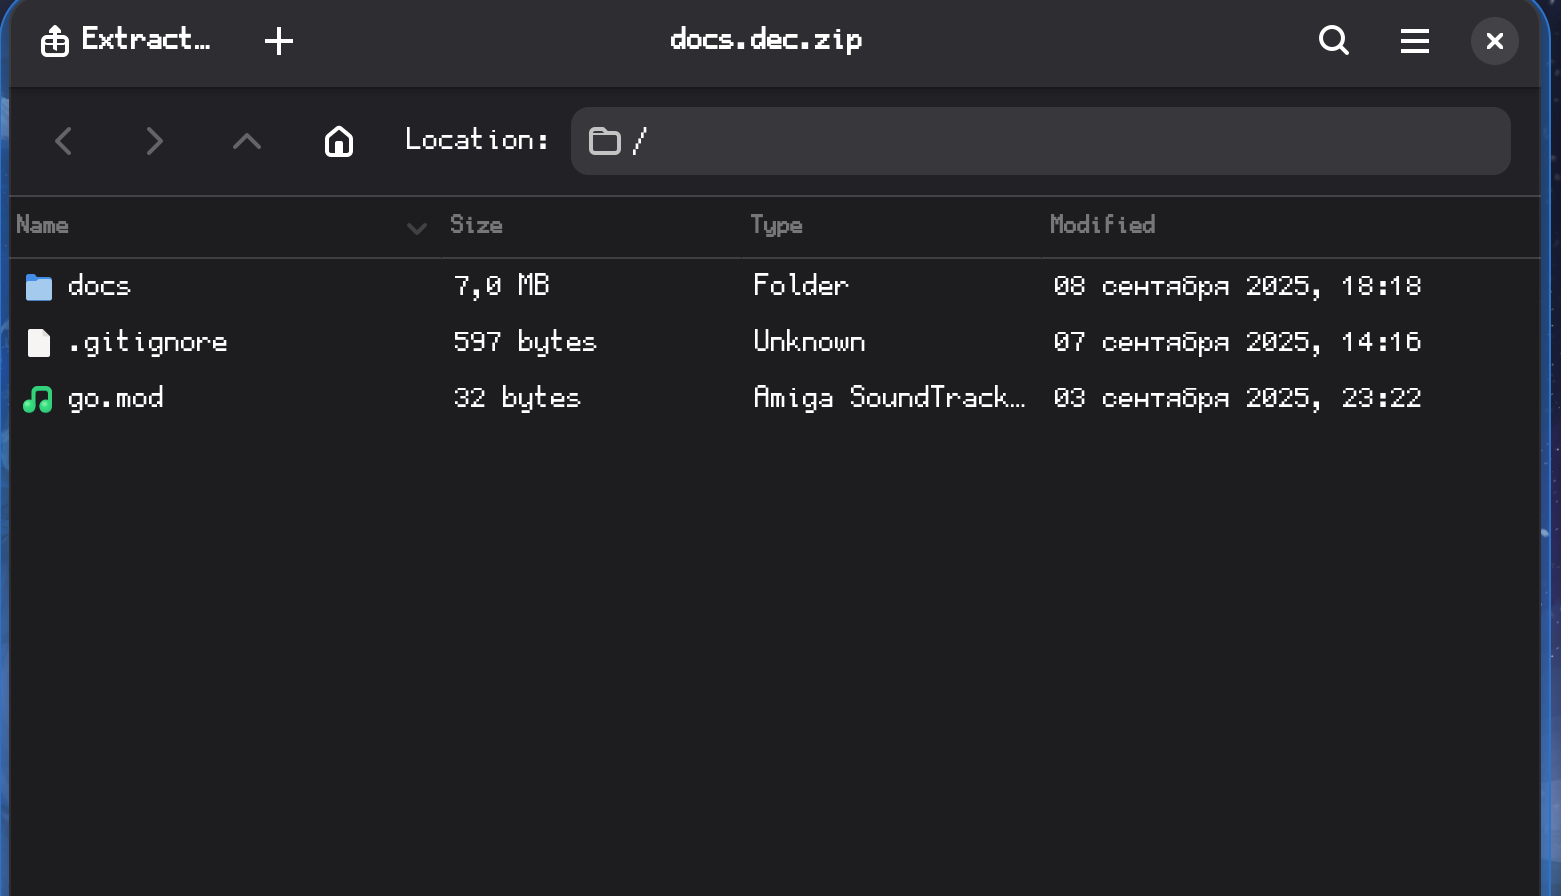 Extract… docs.dec.zip
Location: /
Name Size Type Modified
docs 7,0 MB Folder 08 сентября 2025, 18:18
.gitignore 597 bytes Unknown 07 сентября 2025, 14:16
go.mod 32 bytes Amiga SoundTrack… 03 сентября 2025, 23:22